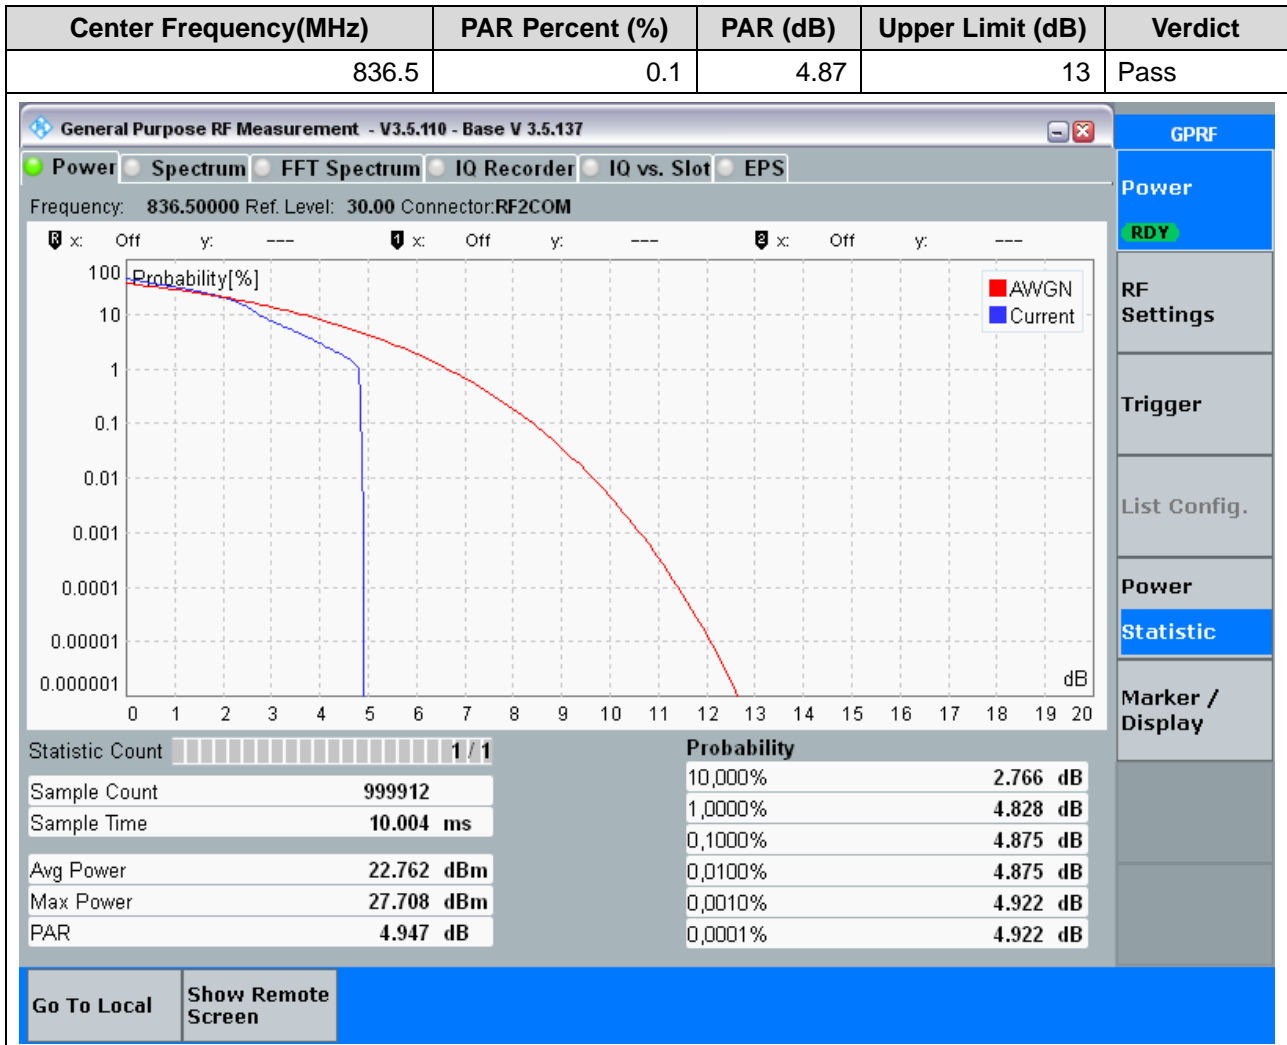 Center Frequency(MHz) PAR Percent (%) PAR (dB) Upper Limit (dB) Verdict
836.5 0.1 4.87 13 Pass
General Purpose RF Measurement - V3.5.110 - Base V 3.5.137
GPRF
Power Spectrum FFT Spectrum IQ Recorder IQ vs. Slot EPS
Frequency: 836.50000 Ref. Level: 30.00 Connector:RF2COM
R x: Off y: --- 1 x: Off y: --- 2 x: Off y: ---
Probability[%]
AWGN
Current
100
10
1
0.1
0.01
0.001
0.0001
0.00001
0.000001
dB
0 1 2 3 4 5 6 7 8 9 10 11 12 13 14 15 16 17 18 19 20
Statistic Count 1 / 1
Sample Count 999912
Sample Time 10.004 ms
Avg Power 22.762 dBm
Max Power 27.708 dBm
PAR 4.947 dB
Probability
10,000% 2.766 dB
1,0000% 4.828 dB
0,1000% 4.875 dB
0,0100% 4.875 dB
0,0010% 4.922 dB
0,0001% 4.922 dB
Power
RDY
RF
Settings
Trigger
List Config.
Power
Statistic
Marker /
Display
Go To Local
Show Remote
Screen